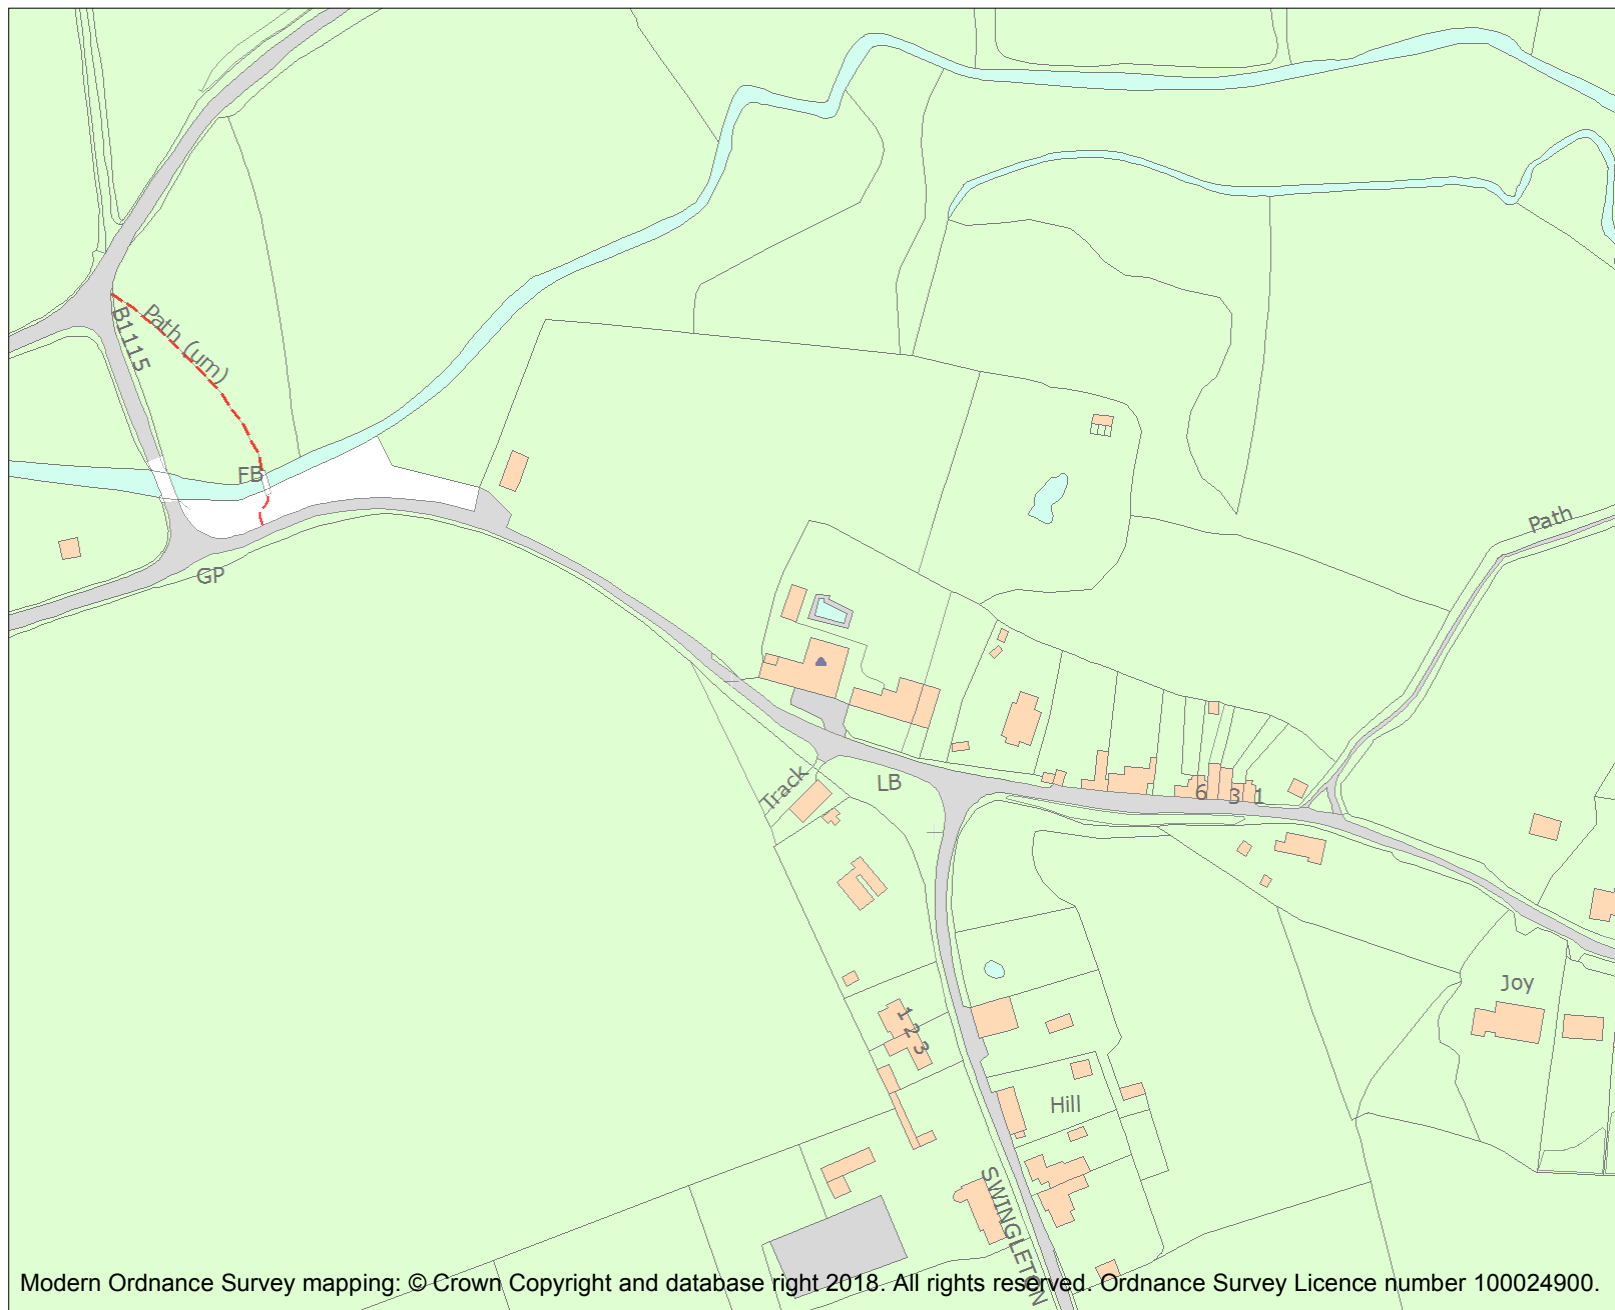 Path (um)
B1115
FB
GP
Path
Track
LB
6
3
1
Joy
1
2
3
Hill
SWINGLETON
Modern Ordnance Survey mapping: © Crown Copyright and database right 2018. All rights reserved. Ordnance Survey Licence number 100024900.